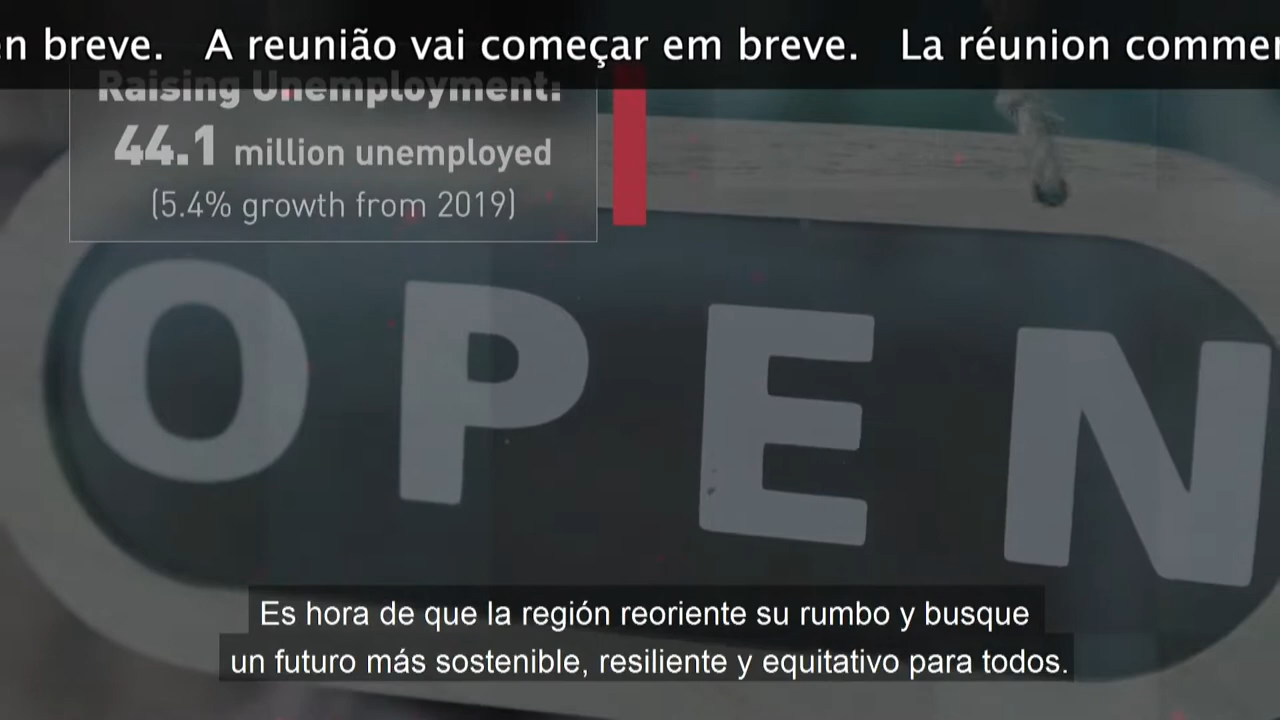 en breve. A reunião vai começar em breve. La réunion commen
Raising Unemployment:
44.1 million unemployed
(5.4% growth from 2019)
OPEN
Es hora de que la región reoriente su rumbo y busque
un futuro más sostenible, resiliente y equitativo para todos.